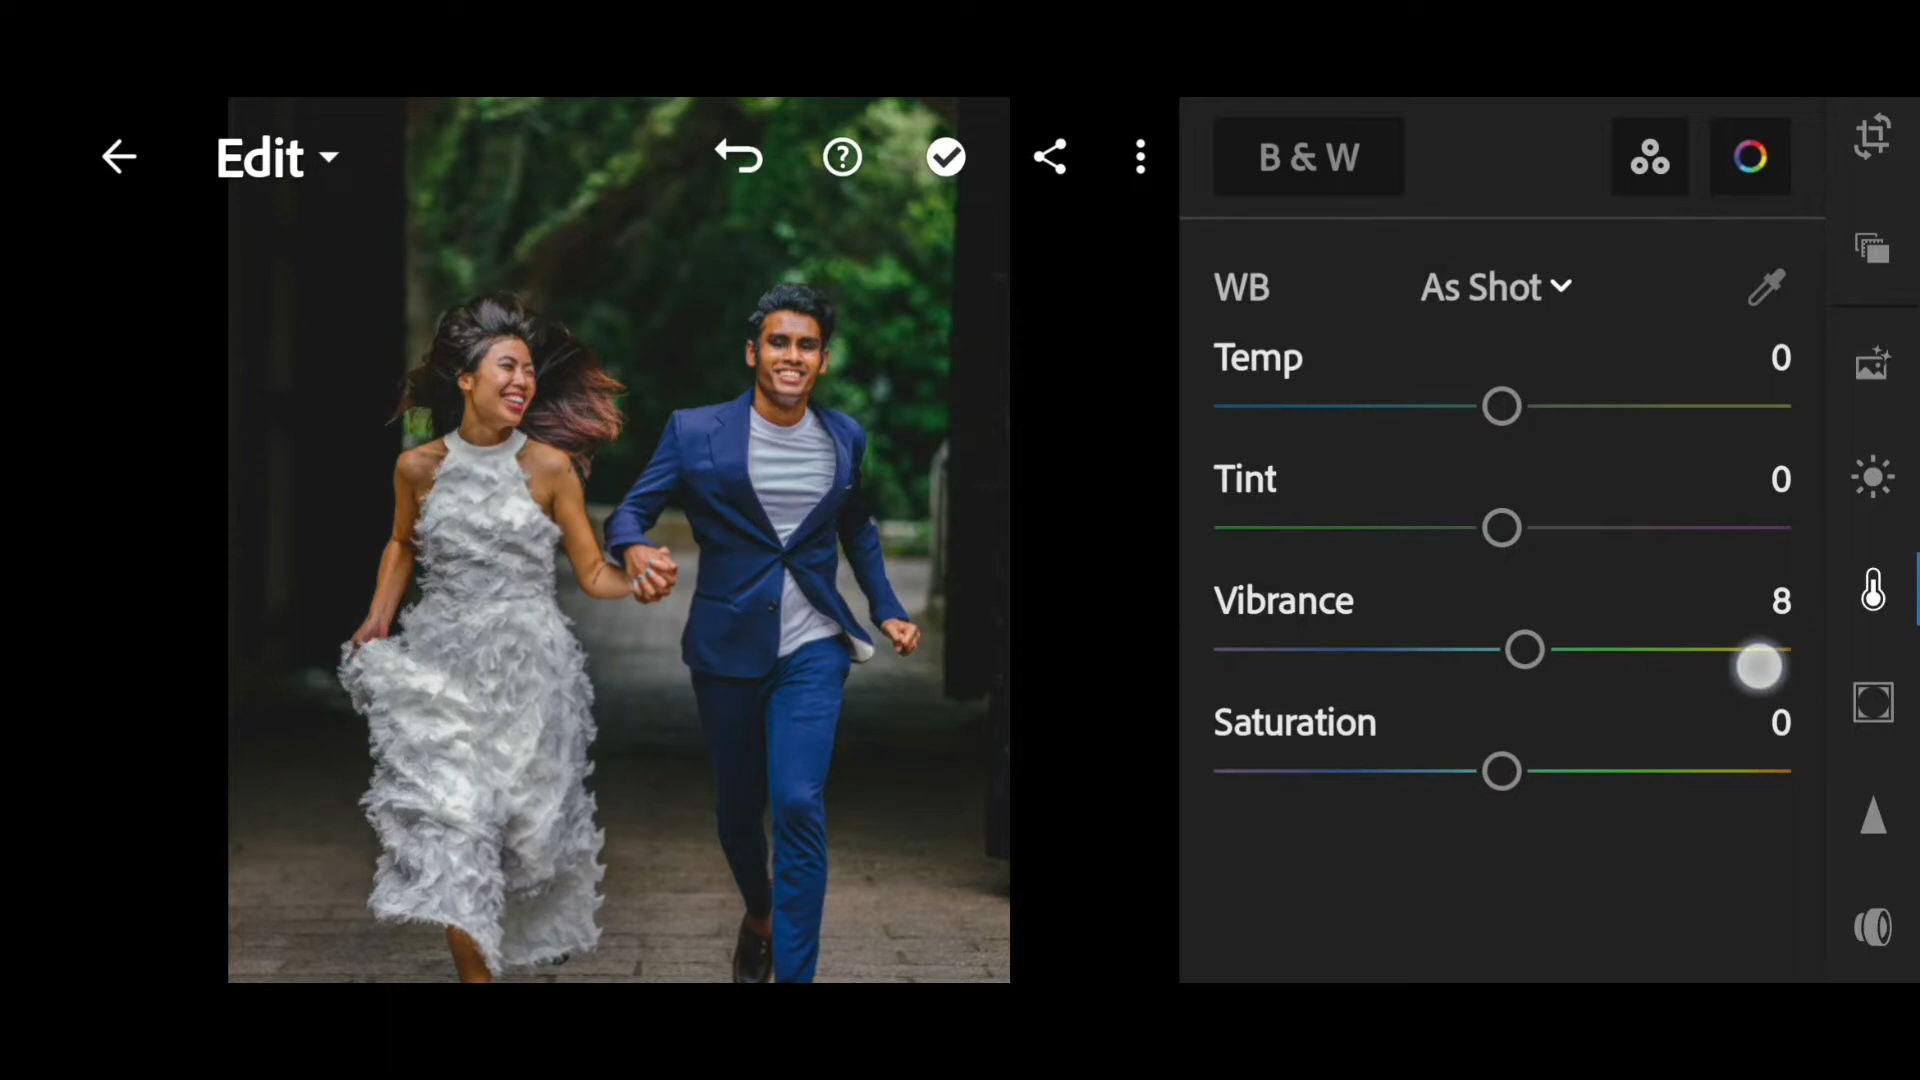 Edit
B & W
WB As Shot
Temp 0
Tint 0
Vibrance 8
Saturation 0